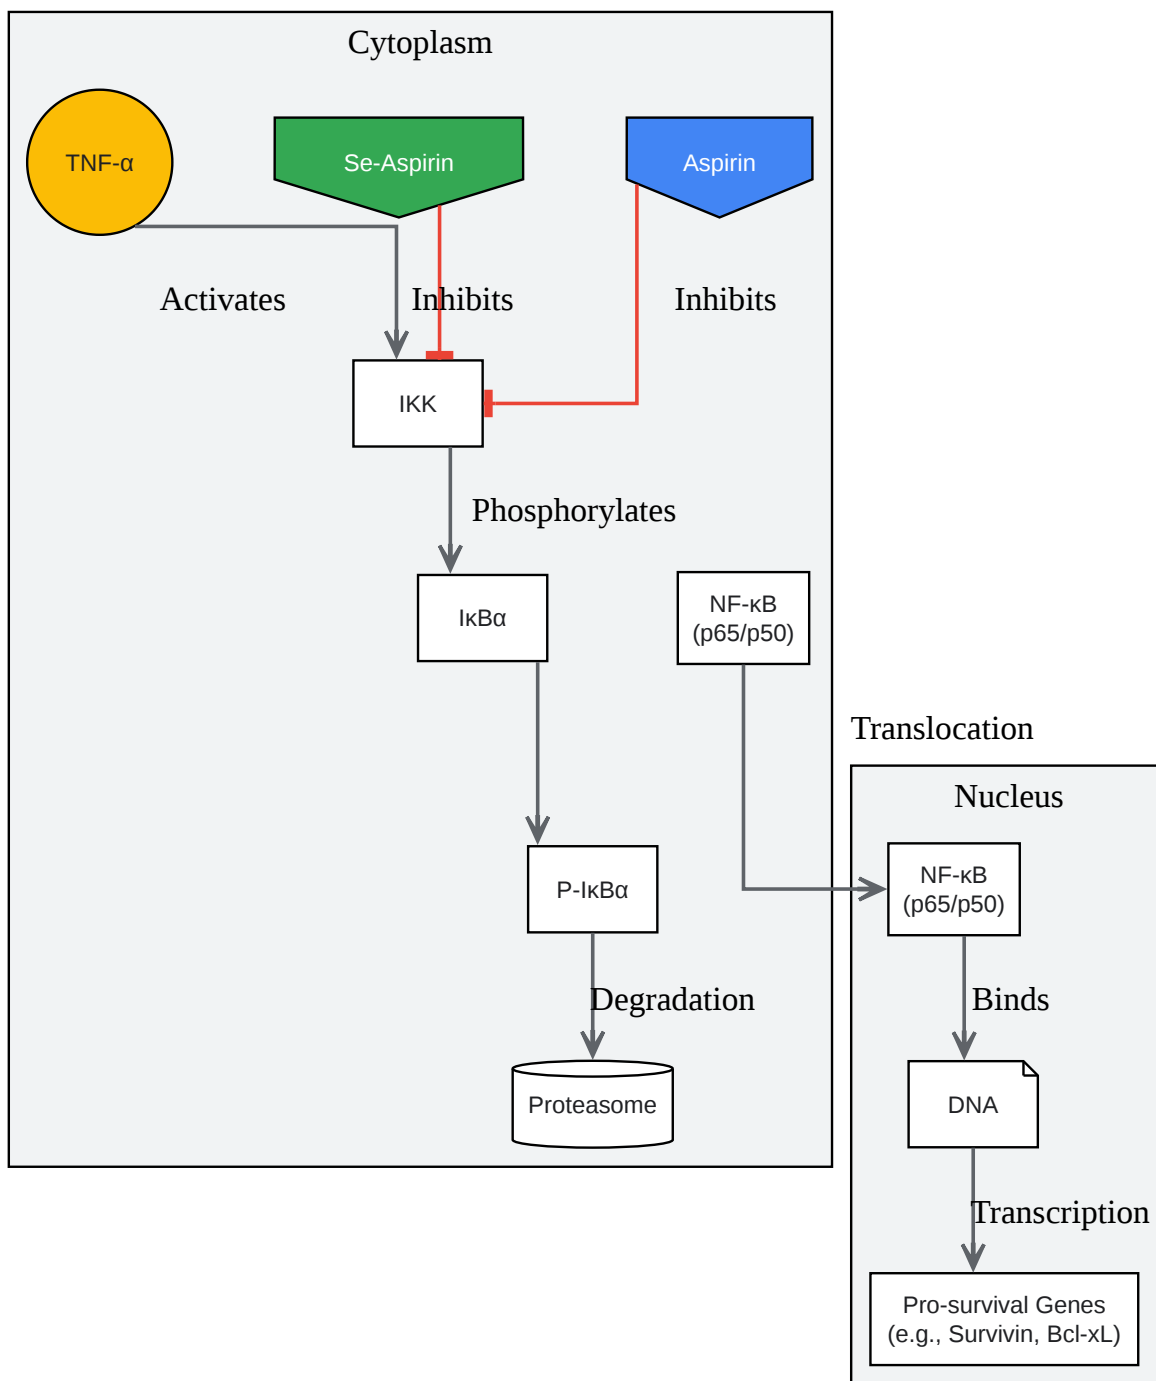 Cytoplasm
TNF-α
Se-Aspirin
Aspirin
Activates
Inhibits
Inhibits
IKK
Phosphorylates
IκBα
NF-κB
(p65/p50)
Translocation
Nucleus
P-IκBα
NF-κB
(p65/p50)
Degradation
Binds
Proteasome
DNA
Transcription
Pro-survival Genes
(e.g., Survivin, Bcl-xL)